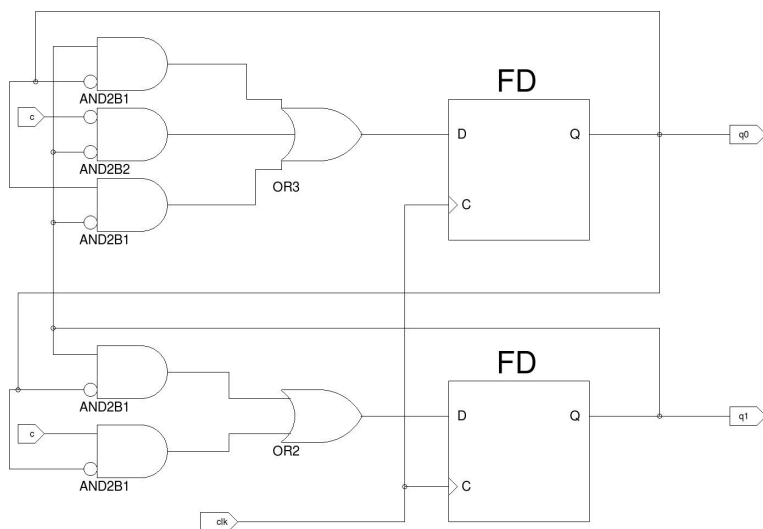 FD
AND2B1
c
D
Q
q0
AND2B2
OR3
C
AND2B1
FD
AND2B1
D
Q
q1
c
OR2
AND2B1
C
clk